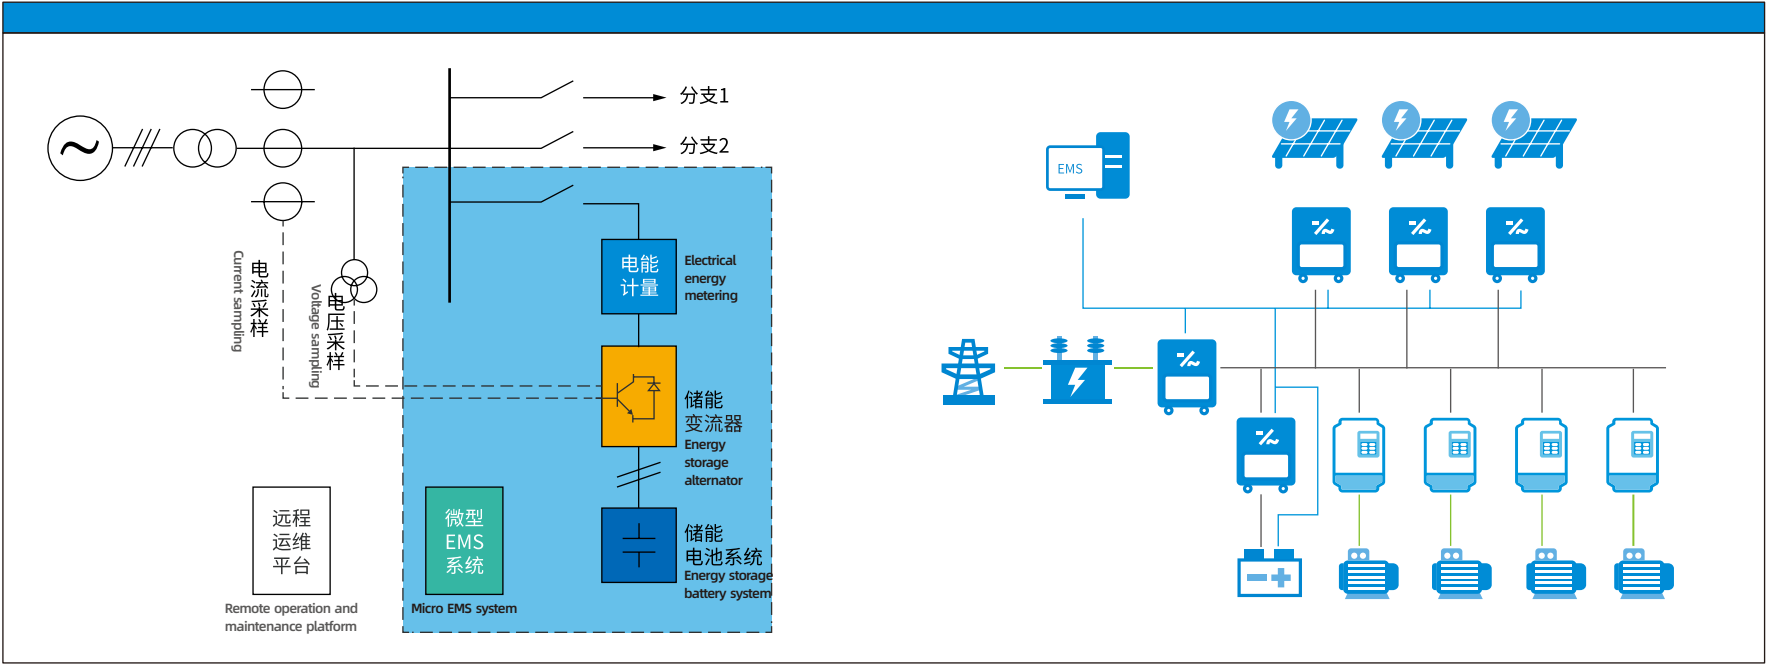 分支1
分支2
电流采样
Current sampling
电压采样
Voltage sampling
电能
计量
Electrical
energy
metering
储能
变流器
Energy
storage
alternator
储能
电池系统
Energy storage
battery system
远程
运维
平台
Remote operation and
maintenance platform
微型
EMS
系统
Micro EMS system
EMS